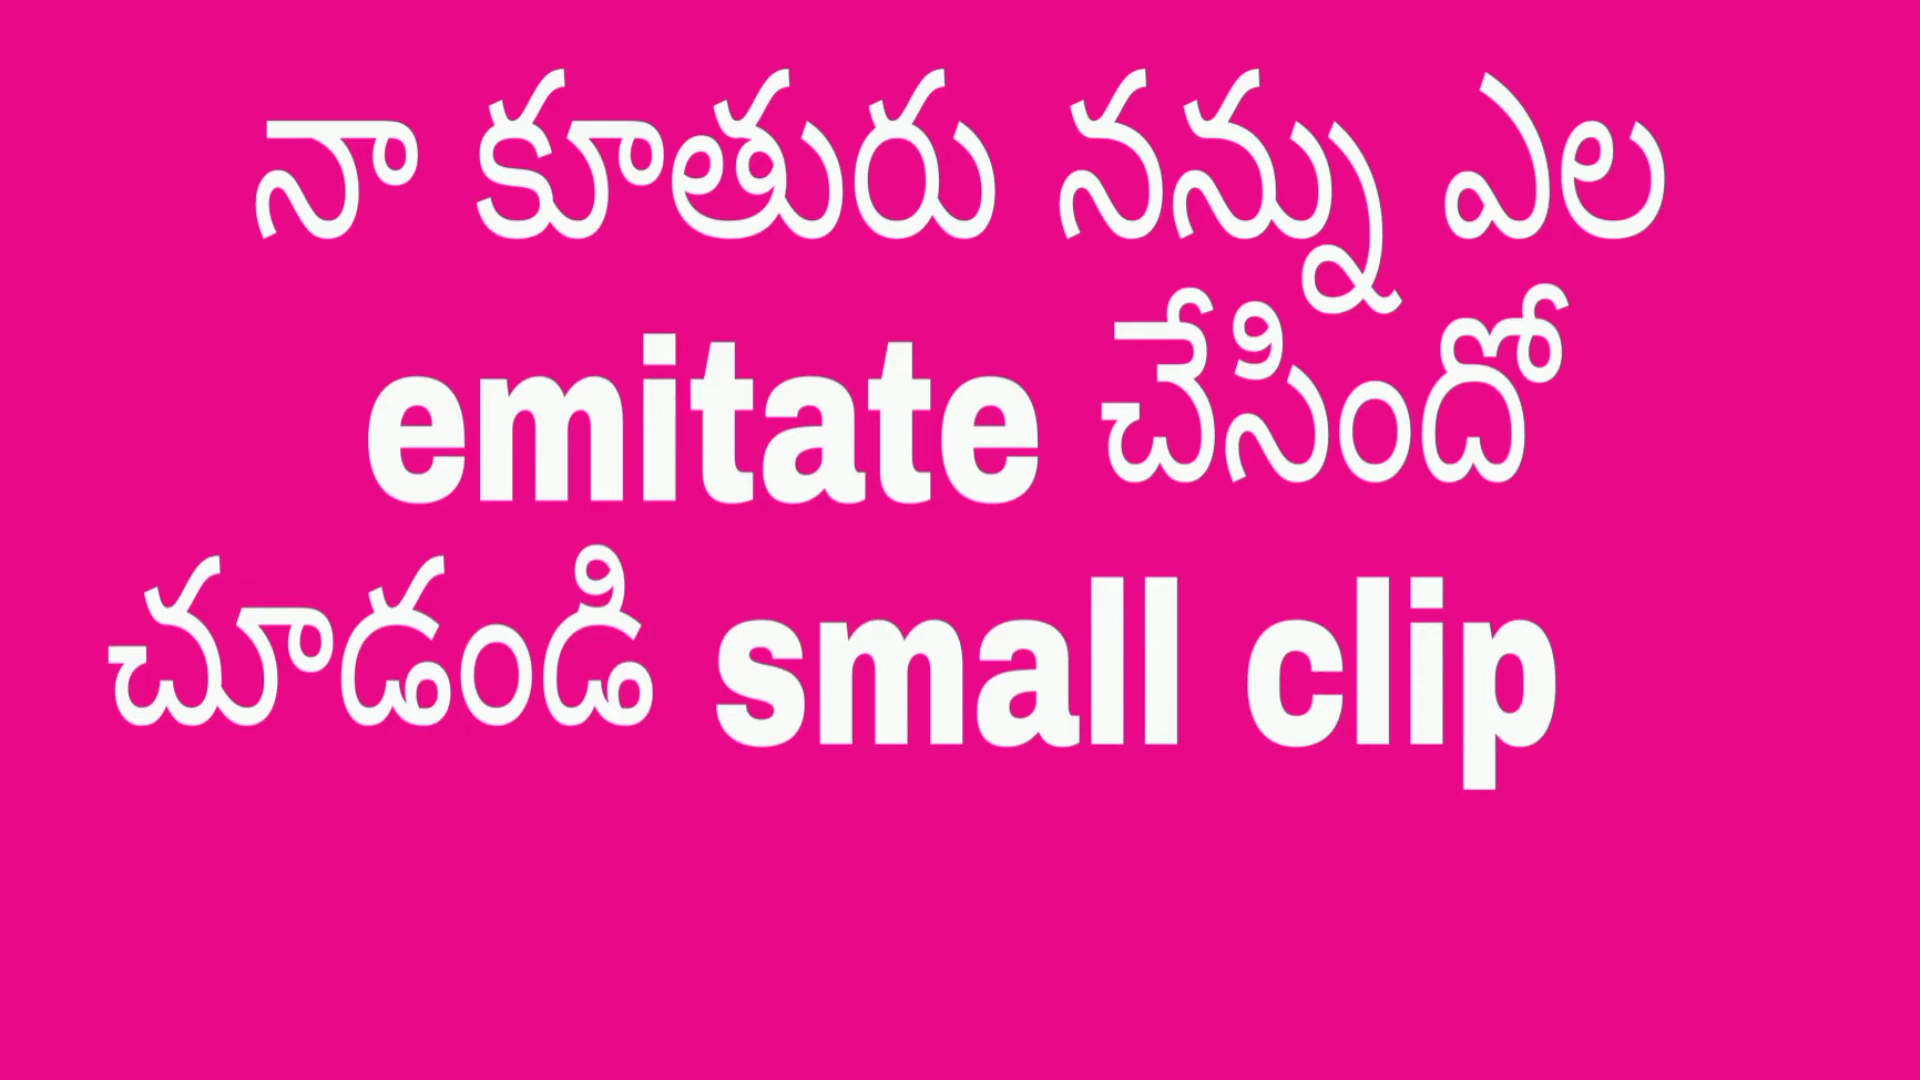 నా కూతురు నన్ను ఎల
emitate చేసిందో
చూడండి small clip